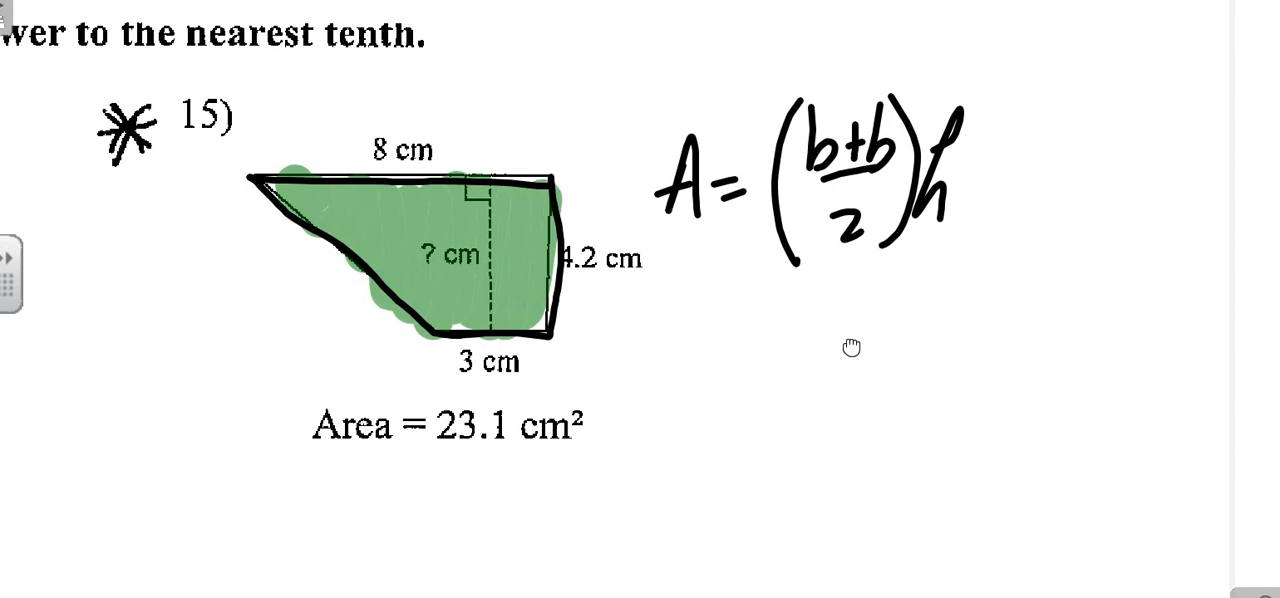 wer to the nearest tenth.
15)
8 cm
A = (b+b/2)h
? cm
4.2 cm
3 cm
Area = 23.1 cm²